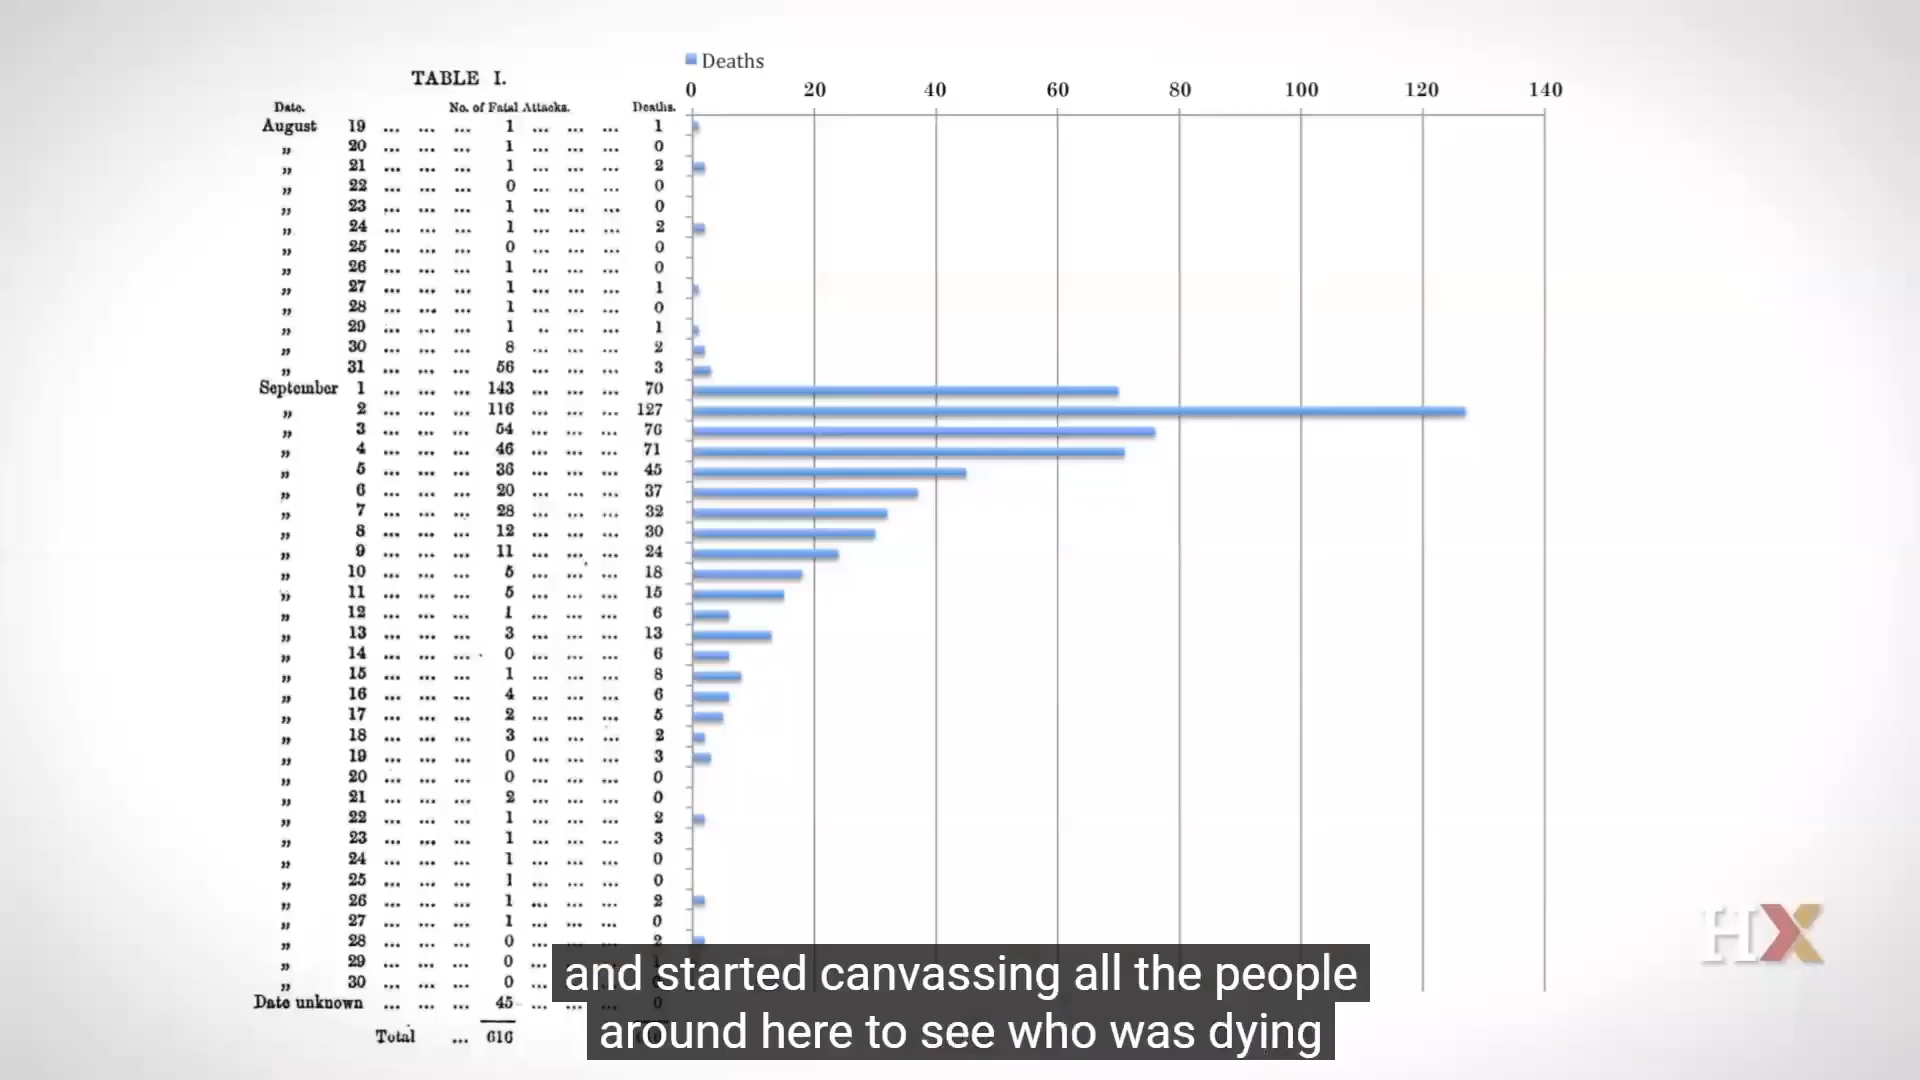 Deaths
TABLE I.
0 20 40 60 80 100 120 140
Date. No. of Fatal Attacks. Deaths.
August 19 ... ... ... 1 ... ... ... 1
„ 20 ... ... ... 1 ... ... ... 0
„ 21 ... ... ... 1 ... ... ... 2
„ 22 ... ... ... 0 ... ... ... 0
„ 23 ... ... ... 1 ... ... ... 0
„ 24 ... ... ... 1 ... ... ... 2
„ 25 ... ... ... 0 ... ... ... 0
„ 26 ... ... ... 1 ... ... ... 0
„ 27 ... ... ... 1 ... ... ... 1
„ 28 ... ... ... 1 ... ... ... 0
„ 29 ... ... ... 1 .. ... ... 1
„ 30 ... ... ... 8 ... ... ... 2
„ 31 ... ... ... 56 ... ... ... 3
September 1 ... ... ... 143 ... ... ... 70
„ 2 ... ... ... 116 ... ... ... 127
„ 3 ... ... ... 54 ... ... ... 76
„ 4 ... ... ... 46 ... ... ... 71
„ 5 ... ... ... 36 ... ... ... 45
„ 6 ... ... ... 20 ... ... ... 37
„ 7 ... ... ... 28 ... ... ... 32
„ 8 ... ... ... 12 ... ... ... 30
„ 9 ... ... ... 11 ... ... ... 24
„ 10 ... ... ... 5 ... ... ... 18
„ 11 ... ... ... 5 ... ... ... 15
„ 12 ... ... ... 1 ... ... ... 6
„ 13 ... ... ... 3 ... ... ... 13
„ 14 ... ... ... 0 ... ... ... 6
„ 15 ... ... ... 1 ... ... ... 8
„ 16 ... ... ... 4 ... ... ... 6
„ 17 ... ... ... 2 ... ... ... 5
„ 18 ... ... ... 3 ... ... ... 2
„ 19 ... ... ... 0 ... ... ... 3
„ 20 ... ... ... 0 ... ... ... 0
„ 21 ... ... ... 2 ... ... ... 0
„ 22 ... ... ... 1 ... ... ... 2
„ 23 ... ... ... 1 ... ... ... 3
„ 24 ... ... ... 1 ... ... ... 0
„ 25 ... ... ... 1 ... ... ... 0
„ 26 ... ... ... 1 ... ... ... 2
„ 27 ... ... ... 1 ... ... ... 0
„ 28 ... ... ... 0 ... ... ... 2
„ 29 ... ... ... 0
„ 30 ... ... ... 0
Date unknown ... ... ... 45
Total ... 616
HX
and started canvassing all the people
around here to see who was dying